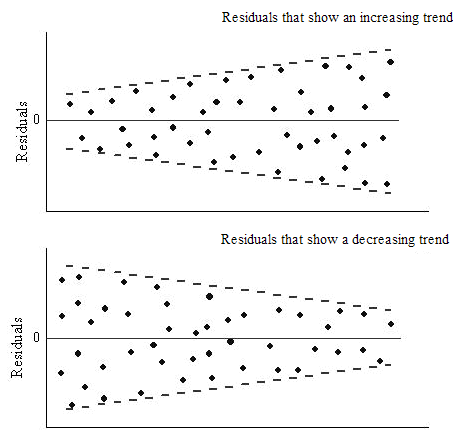 Residuals that show an increasing trend
Residuals
0
Residuals that show a decreasing trend
Residuals
0